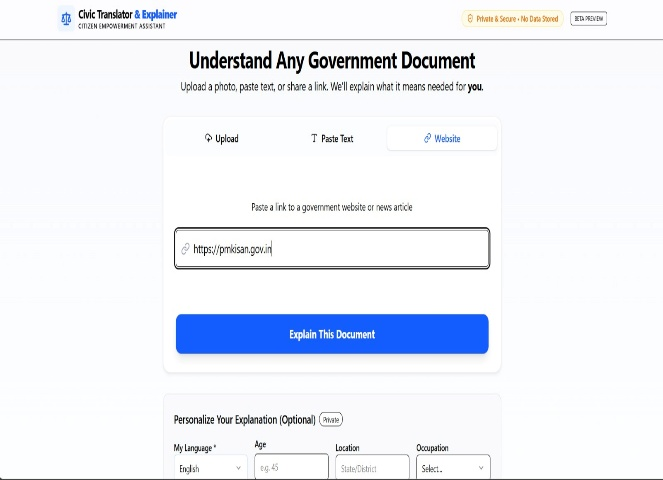 Civic Translator & Explainer
CITIZEN EMPOWERMENT ASSISTANT
Private & Secure • No Data Stored
BETA PREVIEW
Understand Any Government Document
Upload a photo, paste text, or share a link. We'll explain what it means needed for you.
Upload
Paste Text
Website
Paste a link to a government website or news article
https://pmkisan.gov.in
Explain This Document
Personalize Your Explanation (Optional)
Private
My Language *
Age
Location
Occupation
English
e.g. 45
State/District
Select...